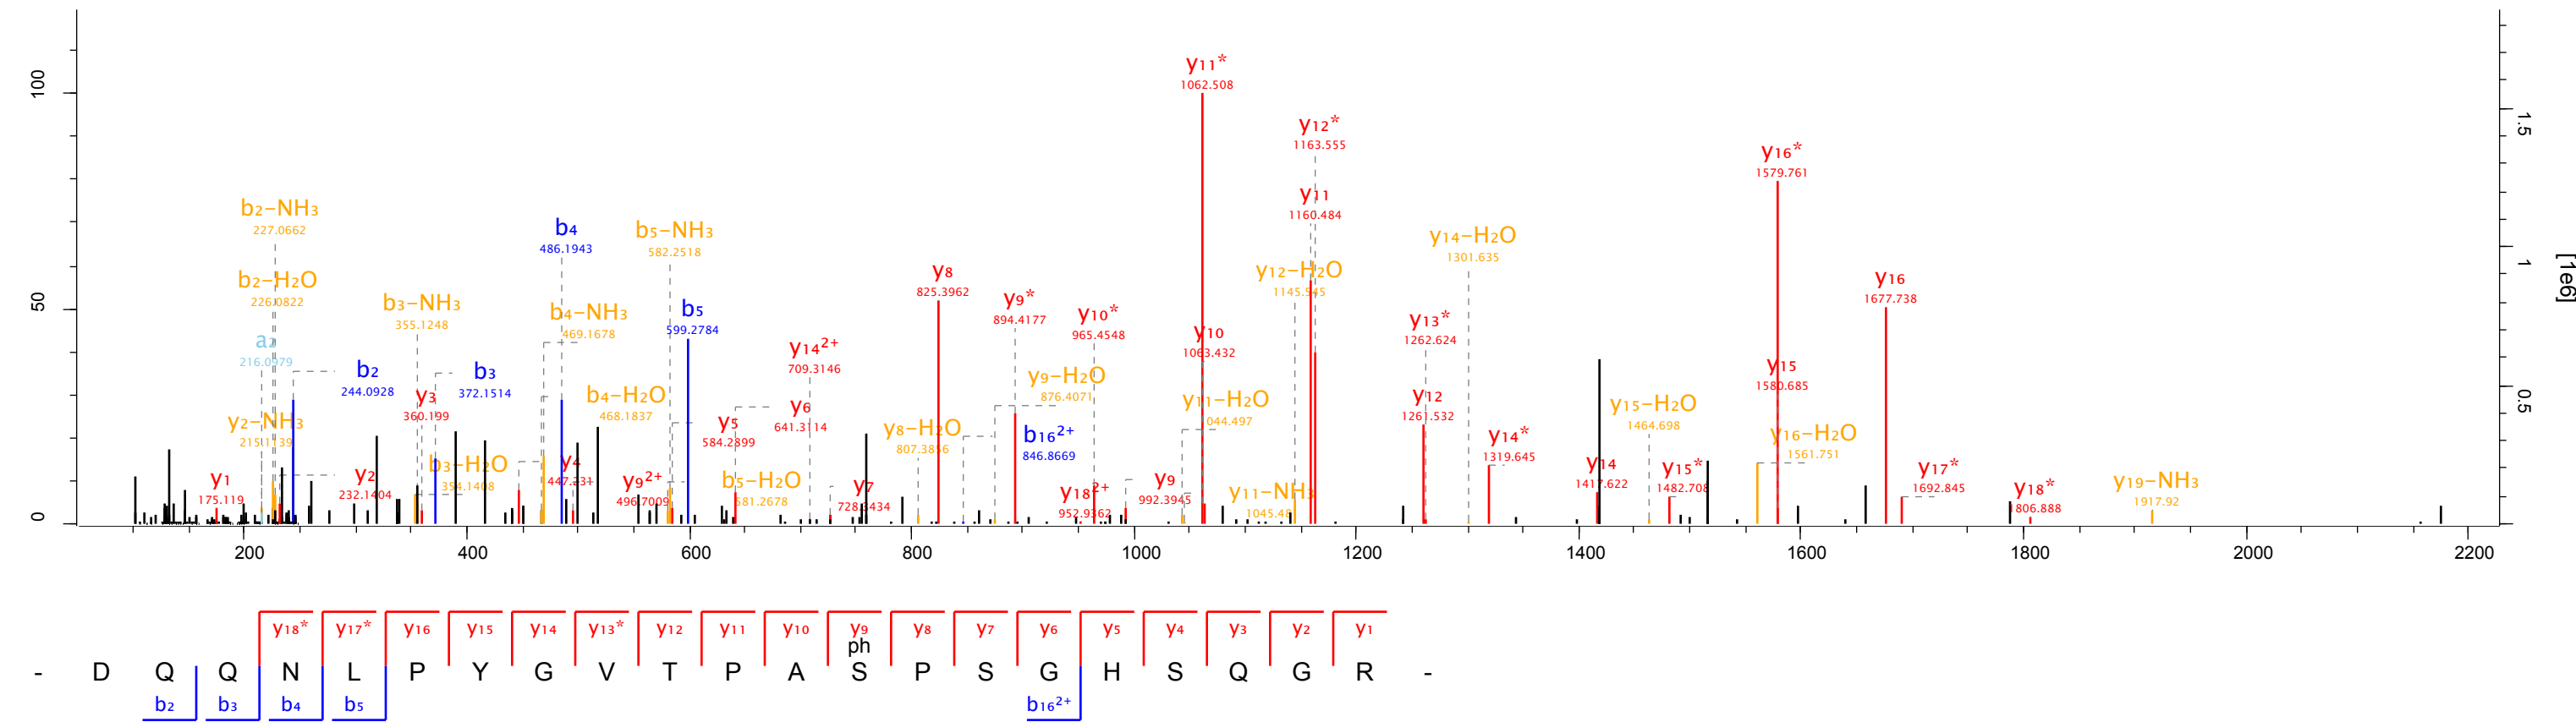 y11*
1062.508
y12*
1163.555
y16*
1579.761
y11
1160.484
b2-NH3
227.0662
b4
486.1943
b5-NH3
582.2518
y14-H2O
1301.635
b2-H2O
226.0822
y8
825.3962
y12-H2O
1145.545
y16
1677.738
b3-NH3
355.1248
b4-NH3
469.1678
b5
599.2784
y9*
894.4177
y10*
965.4548
y13*
1262.624
a2
216.0979
y14 2+
709.3146
y10
1063.432
b2
244.0928
b3
372.1514
y9-H2O
876.4071
y15
1580.685
y3
360.199
b4-H2O
468.1837
y6
641.3114
y11-H2O
1044.497
y12
1261.532
y15-H2O
1464.698
y2-NH3
215.1139
y5
584.2899
y8-H2O
807.3856
b16 2+
846.8669
y14*
1319.645
y16-H2O
1561.751
y1
175.119
y2
232.1404
b3-H2O
354.1408
y4
447.231
y9 2+
496.7009
b5-H2O
581.2678
y7
728.3434
y18 2+
952.9362
y9
992.3945
y11-NH3
1045.48
y14
1417.622
y15*
1482.708
y17*
1692.845
y18*
1806.888
y19-NH3
1917.92
0
50
100
0.5
1
1.5
[1e6]
200 400 600 800 1000 1200 1400 1600 1800 2000 2200
y18* y17* y16 y15 y14 y13* y12 y11 y10 y9 y8 y7 y6 y5 y4 y3 y2 y1
ph
- D Q Q N L P Y G V T P A S P S G H S Q G R -
b2 b3 b4 b5 b16 2+